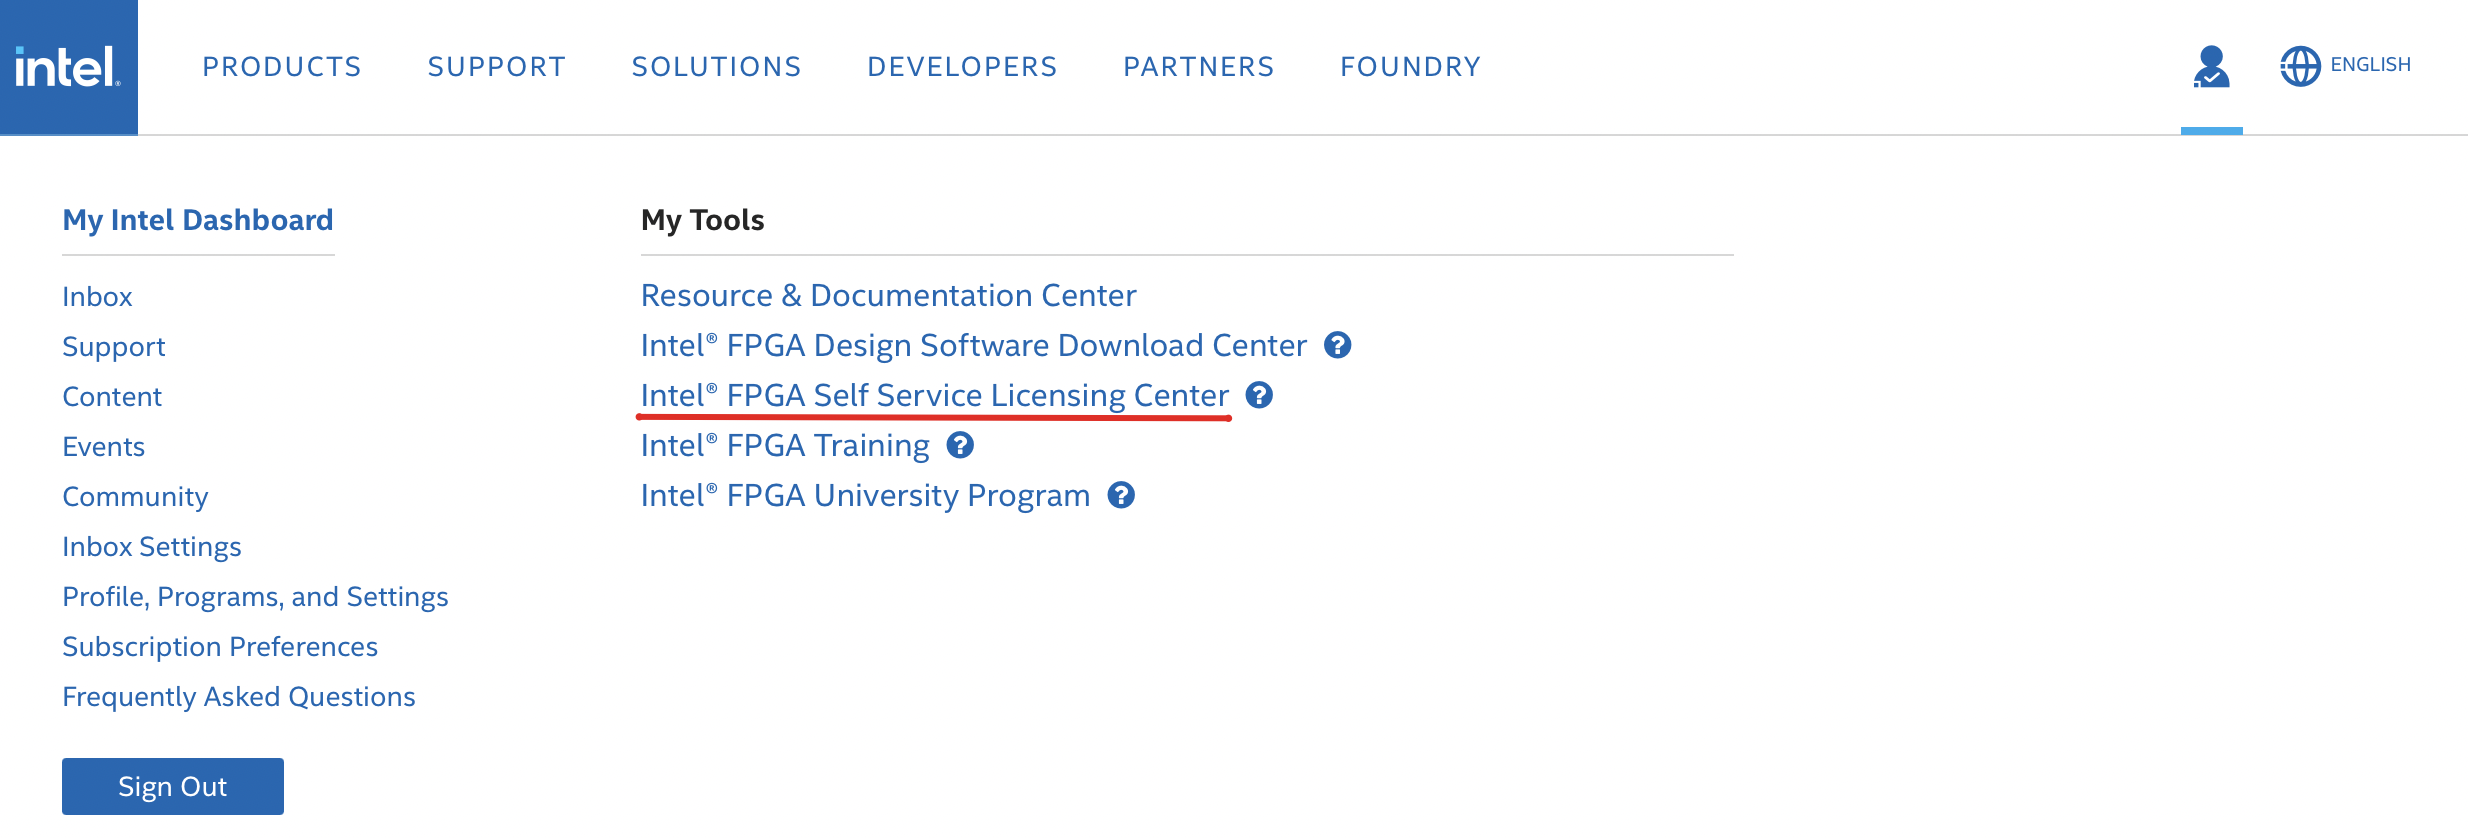 intel.
PRODUCTS SUPPORT SOLUTIONS DEVELOPERS PARTNERS FOUNDRY ENGLISH
My Intel Dashboard
Inbox
Support
Content
Events
Community
Inbox Settings
Profile, Programs, and Settings
Subscription Preferences
Frequently Asked Questions
Sign Out
My Tools
Resource & Documentation Center
Intel® FPGA Design Software Download Center ?
Intel® FPGA Self Service Licensing Center ?
Intel® FPGA Training ?
Intel® FPGA University Program ?